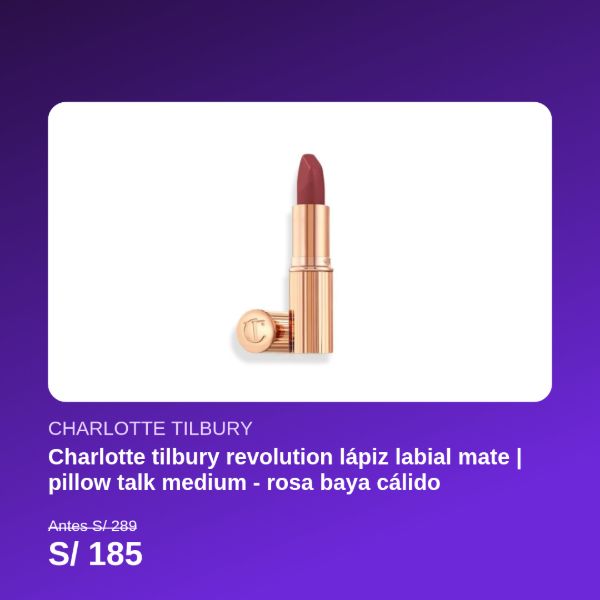 CHARLOTTE TILBURY
Charlotte tilbury revolution lápiz labial mate |
pillow talk medium - rosa baya cálido
Antes S/ 289
S/ 185